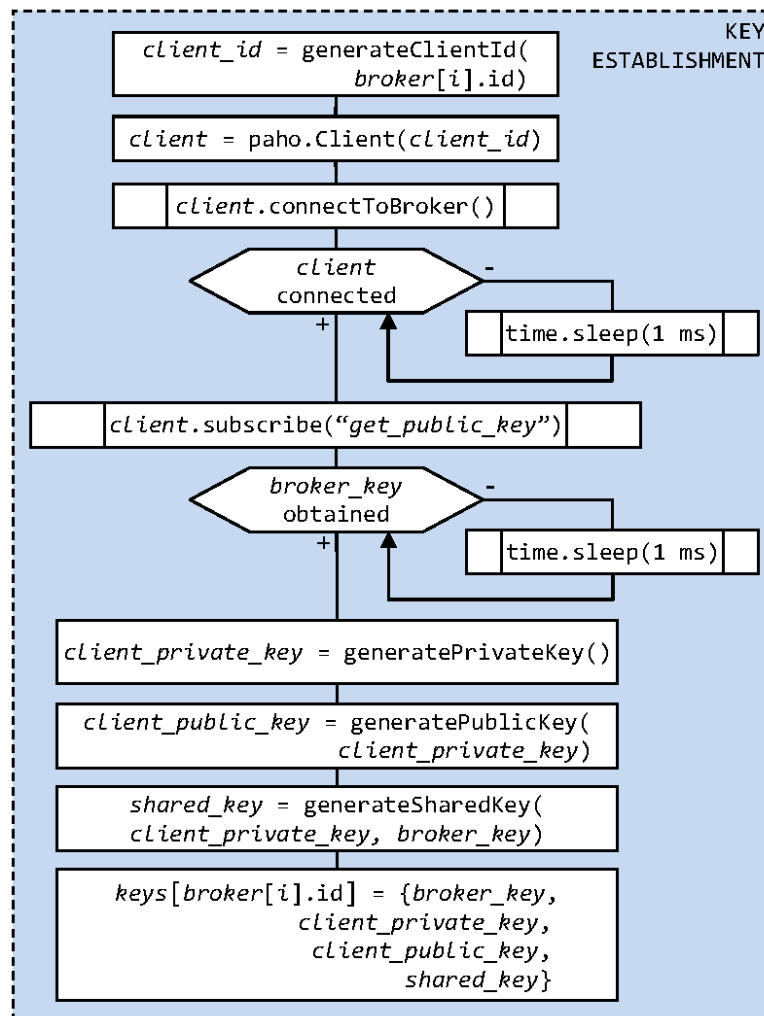 KEY
ESTABLISHMENT
client_id = generateClientId(
broker[i].id)
client = paho.Client(client_id)
client.connectToBroker()
client
connected
-
+
time.sleep(1 ms)
client.subscribe(“get_public_key”)
broker_key
obtained
-
+
time.sleep(1 ms)
client_private_key = generatePrivateKey()
client_public_key = generatePublicKey(
client_private_key)
shared_key = generateSharedKey(
client_private_key, broker_key)
keys[broker[i].id] = {broker_key,
client_private_key,
client_public_key,
shared_key}